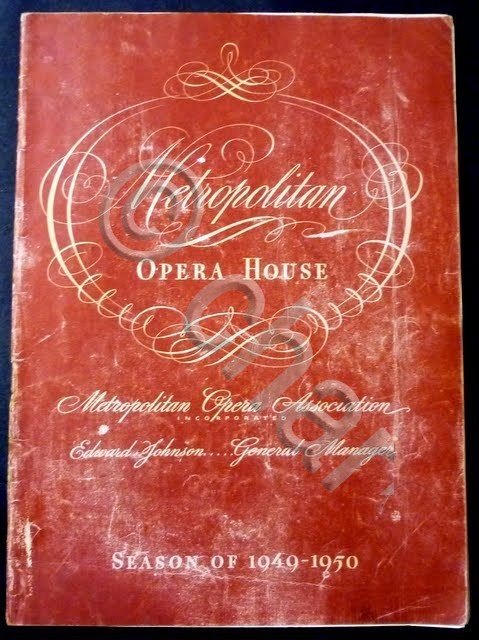 Metropolitan
OPERA HOUSE
Metropolitan Opera Association
INCORPORATED
Edward Johnson....General Manager
SEASON OF 1949-1950
©